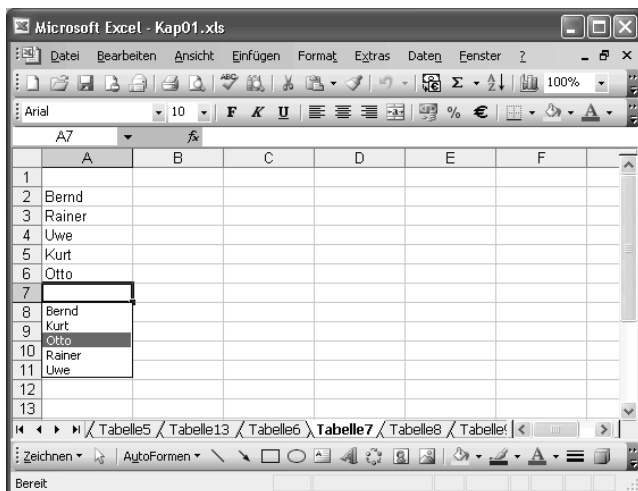 Microsoft Excel - Kap01.xls
Datei Bearbeiten Ansicht Einfügen Format Extras Daten Fenster ?
100%
Arial 10 F K U % €
A7 fx
A B C D E F
1
2 Bernd
3 Rainer
4 Uwe
5 Kurt
6 Otto
7
8 Bernd
9 Kurt
Otto
10 Rainer
11 Uwe
12
13
Tabelle5 Tabelle13 Tabelle6 Tabelle7 Tabelle8
Zeichnen AutoFormen
Bereit